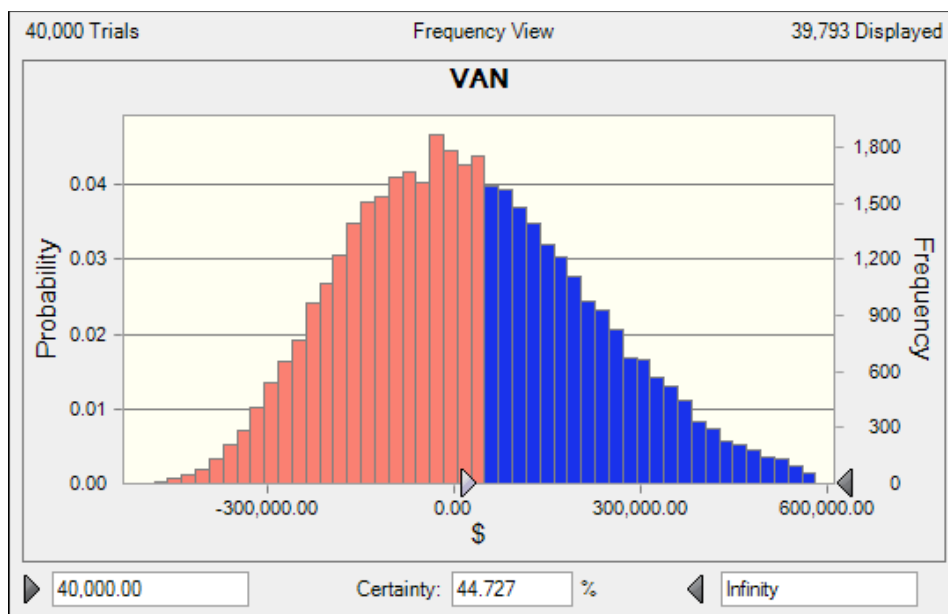 40,000 Trials Frequency View 39,793 Displayed
VAN
Probability
0.04
0.03
0.02
0.01
0.00
1,800
1,500
1,200
900
600
300
0
Frequency
-300,000.00 0.00 300,000.00 600,000.00
$
40,000.00 Certainty: 44.727 % Infinity